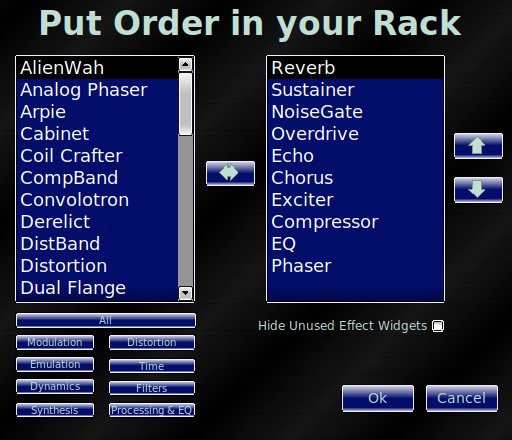 Put Order in your Rack
AlienWah
Analog Phaser
Arpie
Cabinet
Coil Crafter
CompBand
Convolotron
Derelict
DistBand
Distortion
Dual Flange
Reverb
Sustainer
NoiseGate
Overdrive
Echo
Chorus
Exciter
Compressor
EQ
Phaser
All
Modulation
Distortion
Emulation
Time
Dynamics
Filters
Synthesis
Processing & EQ
Hide Unused Effect Widgets
Ok
Cancel